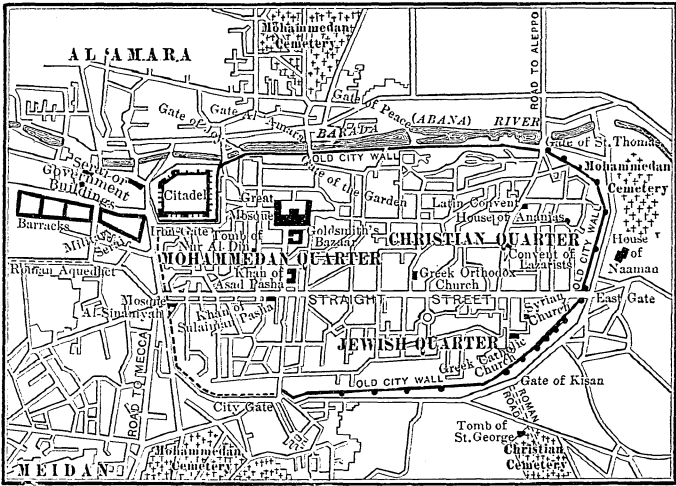 Mohammedan
Cemetery
AL 'AMARA
ROAD TO ALEPPO
Gate of Peace
(ABANA)
RIVER
Gate Al-Amara
BARADA
OLD CITY WALL
Gate of St. Thomas
Government
Buildings
Citadel
Gate of the Garden
Mohammedan
Cemetery
Great
Mosque
Latin Convent
House of Ananias
Barracks
Iron Gate
Tomb of
Nur Al Din
Goldsmith's
Bazaar
CHRISTIAN QUARTER
OLD CITY WALL
House
of
Naaman
MOHAMMEDAN QUARTER
Convent of
Lazarists
Roman Aqueduct
Khan of
Asad Pasha
Greek Orthodox
Church
Mosque
Al-Sinaniyah
STRAIGHT STREET
East Gate
Khan of
Sulaiman Pasha
Syrian
Church
JEWISH QUARTER
Greek Catholic
Church
ROAD TO MECCA
OLD CITY WALL
Gate of Kisan
City Gate
ROMAN
ROAD
Tomb of
St. George
Mohammedan
Cemetery
Christian
Cemetery
MEIDAN